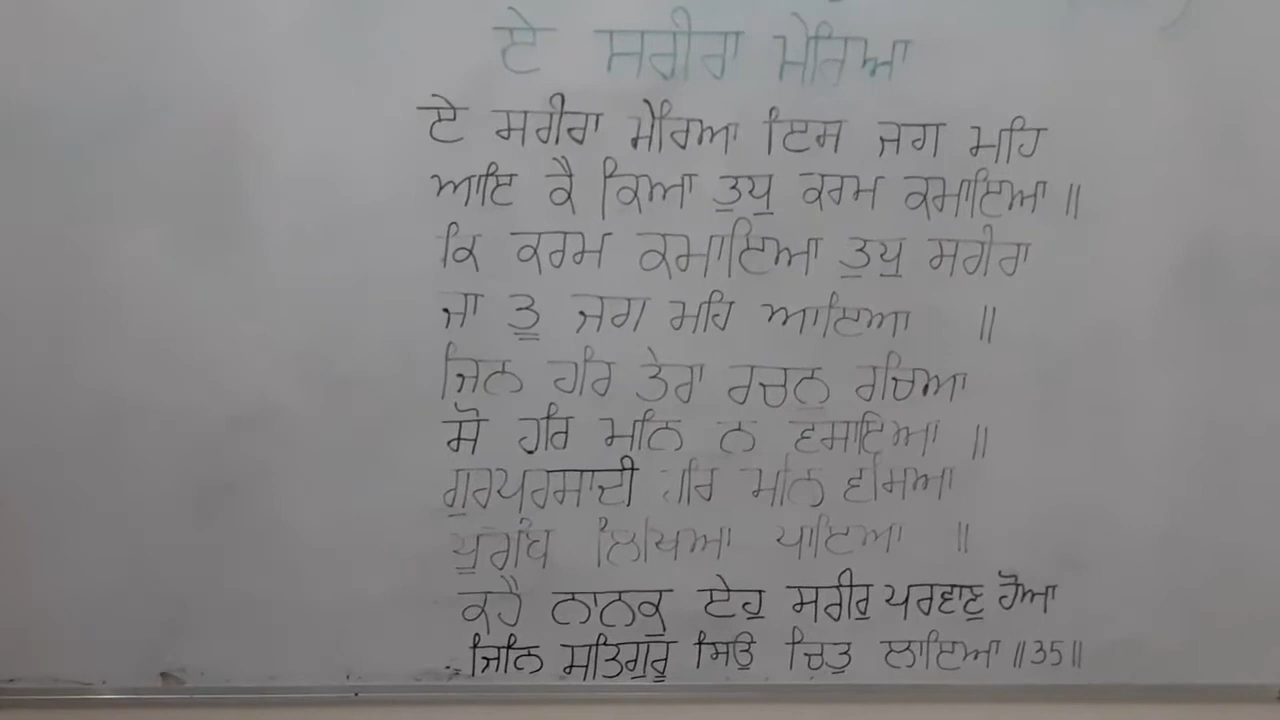 ਏ ਸਰੀਰਾ ਮੇਰਿਆ
ਏ ਸਰੀਰਾ ਮੇਰਿਆ ਇਸ ਜਗ ਮਹਿ
ਆਇ ਕੈ ਕਿਆ ਤੁਧੁ ਕਰਮ ਕਮਾਇਆ ॥
ਕਿ ਕਰਮ ਕਮਾਇਆ ਤੁਧੁ ਸਰੀਰਾ
ਜਾ ਤੂ ਜਗ ਮਹਿ ਆਇਆ ॥
ਜਿਨ ਹਰਿ ਤੇਰਾ ਰਚਨੁ ਰਚਿਆ
ਸੋ ਹਰਿ ਮਨਿ ਨ ਵਸਾਇਆ ॥
ਗੁਰਪਰਸਾਦੀ ਹਰਿ ਮਨਿ ਵਸਿਆ
ਪੂਰਬਿ ਲਿਖਿਆ ਪਾਇਆ ॥
ਕਹੈ ਨਾਨਕੁ ਏਹੁ ਸਰੀਰੁ ਪਰਵਾਣੁ ਹੋਆ
ਜਿਨਿ ਸਤਿਗੁਰੁ ਸਿਉ ਚਿਤੁ ਲਾਇਆ ॥35॥